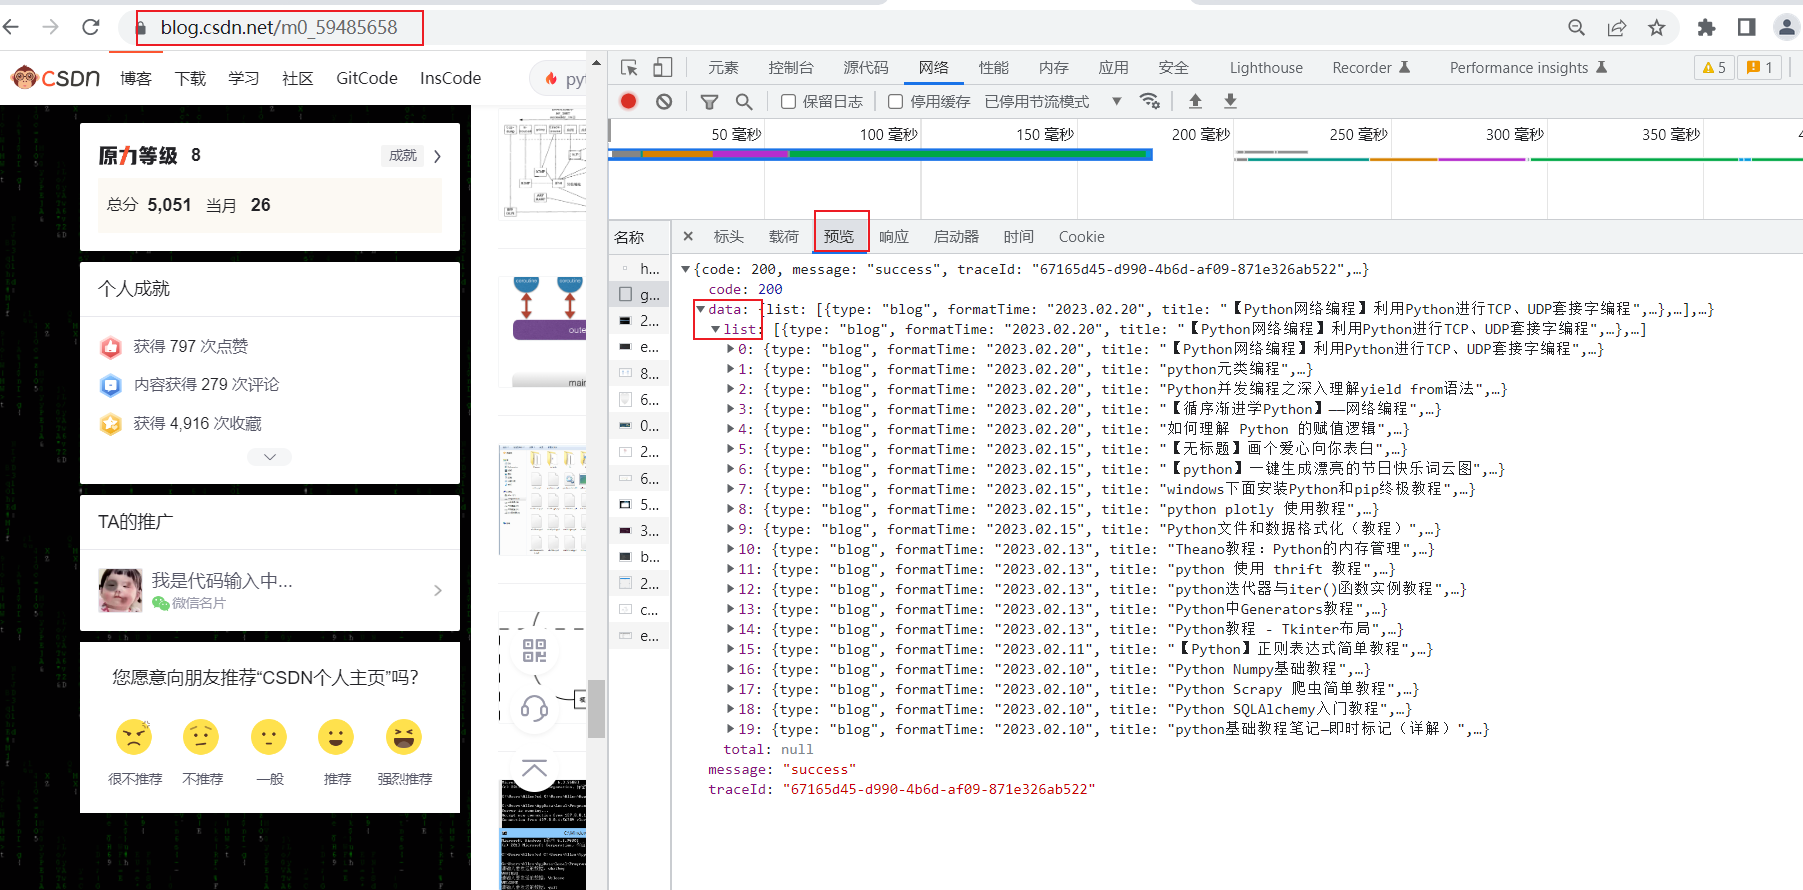 blog.csdn.net/m0_59485658
CSDN 博客 下载 学习 社区 GitCode InsCode py
元素 控制台 源代码 网络 性能 内存 应用 安全 Lighthouse Recorder Performance insights 5 1
保留日志 停用缓存 已停用节流模式
50 毫秒 100 毫秒 150 毫秒 200 毫秒 250 毫秒 300 毫秒 350 毫秒 4
原力等级 8 成就
总分 5,051 当月 26
个人成就
获得 797 次点赞
内容获得 279 次评论
获得 4,916 次收藏
TA的推广
我是代码输入中...
微信名片
您愿意向朋友推荐“CSDN个人主页”吗?
很不推荐 不推荐 一般 推荐 强烈推荐
oute
main
名称
h...
g...
2...
e...
8...
6...
0...
2...
6...
5...
3...
b...
2...
c...
e...
× 标头 载荷 预览 响应 启动器 时间 Cookie
{code: 200, message: "success", traceId: "67165d45-d990-4b6d-af09-871e326ab522",…}
code: 200
data: {list: [{type: "blog", formatTime: "2023.02.20", title: "【Python网络编程】利用Python进行TCP、UDP套接字编程",…},…],…}
list: [{type: "blog", formatTime: "2023.02.20", title: "【Python网络编程】利用Python进行TCP、UDP套接字编程",…},…]
0: {type: "blog", formatTime: "2023.02.20", title: "【Python网络编程】利用Python进行TCP、UDP套接字编程",…}
1: {type: "blog", formatTime: "2023.02.20", title: "python元类编程",…}
2: {type: "blog", formatTime: "2023.02.20", title: "Python并发编程之深入理解yield from语法",…}
3: {type: "blog", formatTime: "2023.02.20", title: "【循序渐进学Python】——网络编程",…}
4: {type: "blog", formatTime: "2023.02.20", title: "如何理解 Python 的赋值逻辑",…}
5: {type: "blog", formatTime: "2023.02.15", title: "【无标题】画个爱心向你表白",…}
6: {type: "blog", formatTime: "2023.02.15", title: "【python】一键生成漂亮的节日快乐词云图",…}
7: {type: "blog", formatTime: "2023.02.15", title: "windows下面安装Python和pip终极教程",…}
8: {type: "blog", formatTime: "2023.02.15", title: "python plotly 使用教程",…}
9: {type: "blog", formatTime: "2023.02.15", title: "Python文件和数据格式化（教程）",…}
10: {type: "blog", formatTime: "2023.02.13", title: "Theano教程：Python的内存管理",…}
11: {type: "blog", formatTime: "2023.02.13", title: "python 使用 thrift 教程",…}
12: {type: "blog", formatTime: "2023.02.13", title: "python迭代器与iter()函数实例教程",…}
13: {type: "blog", formatTime: "2023.02.13", title: "Python中Generators教程",…}
14: {type: "blog", formatTime: "2023.02.13", title: "Python教程 - Tkinter布局",…}
15: {type: "blog", formatTime: "2023.02.11", title: "【Python】正则表达式简单教程",…}
16: {type: "blog", formatTime: "2023.02.10", title: "Python Numpy基础教程",…}
17: {type: "blog", formatTime: "2023.02.10", title: "Python Scrapy 爬虫简单教程",…}
18: {type: "blog", formatTime: "2023.02.10", title: "Python SQLAlchemy入门教程",…}
19: {type: "blog", formatTime: "2023.02.10", title: "python基础教程笔记—即时标记（详解）",…}
total: null
message: "success"
traceId: "67165d45-d990-4b6d-af09-871e326ab522"